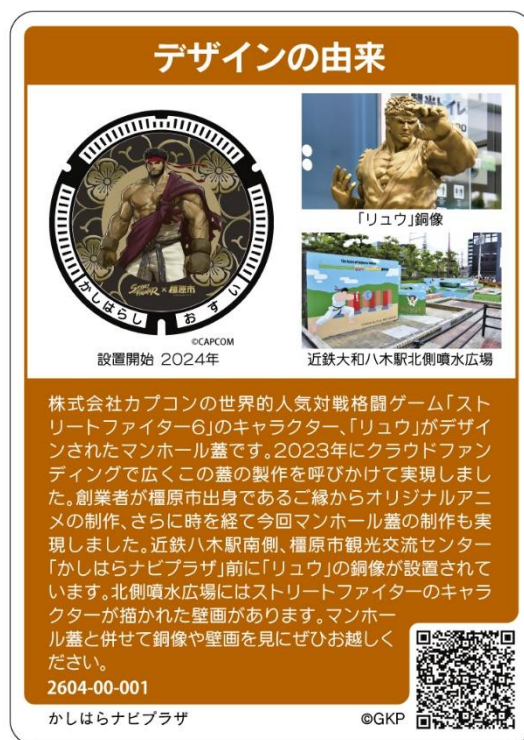 デザインの由来
かしはらし
おすい
STREET FIGHTER × 橿原市
©CAPCOM
設置開始 2024年
「リュウ」銅像
近鉄大和八木駅北側噴水広場
株式会社カプコンの世界的人気対戦格闘ゲーム「スト
リートファイター6」のキャラクター、「リュウ」がデザイ
ンされたマンホール蓋です。2023年にクラウドファン
ディングで広くこの蓋の製作を呼びかけて実現しまし
た。創業者が橿原市出身であるご縁からオリジナルアニ
メの制作、さらに時を経て今回マンホール蓋の制作も実
現しました。近鉄八木駅南側、橿原市観光交流センター
「かしはらナビプラザ」前に「リュウ」の銅像が設置されて
います。北側噴水広場にはストリートファイターのキャラ
クターが描かれた壁画があります。マンホー
ル蓋と併せて銅像や壁画を見にぜひお越しく
ださい。
2604-00-001
かしはらナビプラザ
©GKP